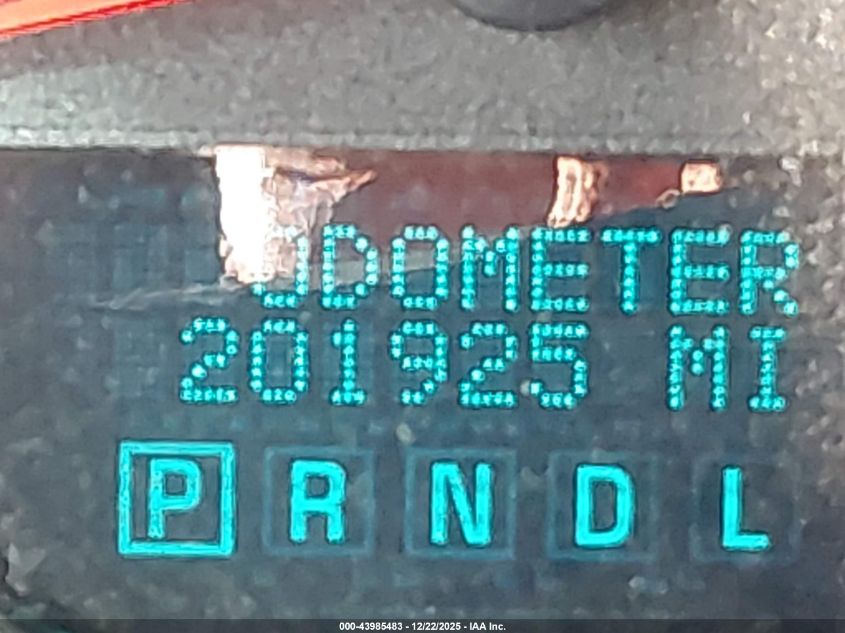 ODOMETER
201925 MI
P R N D L
000-43985483 - 12/22/2025 - IAA Inc.